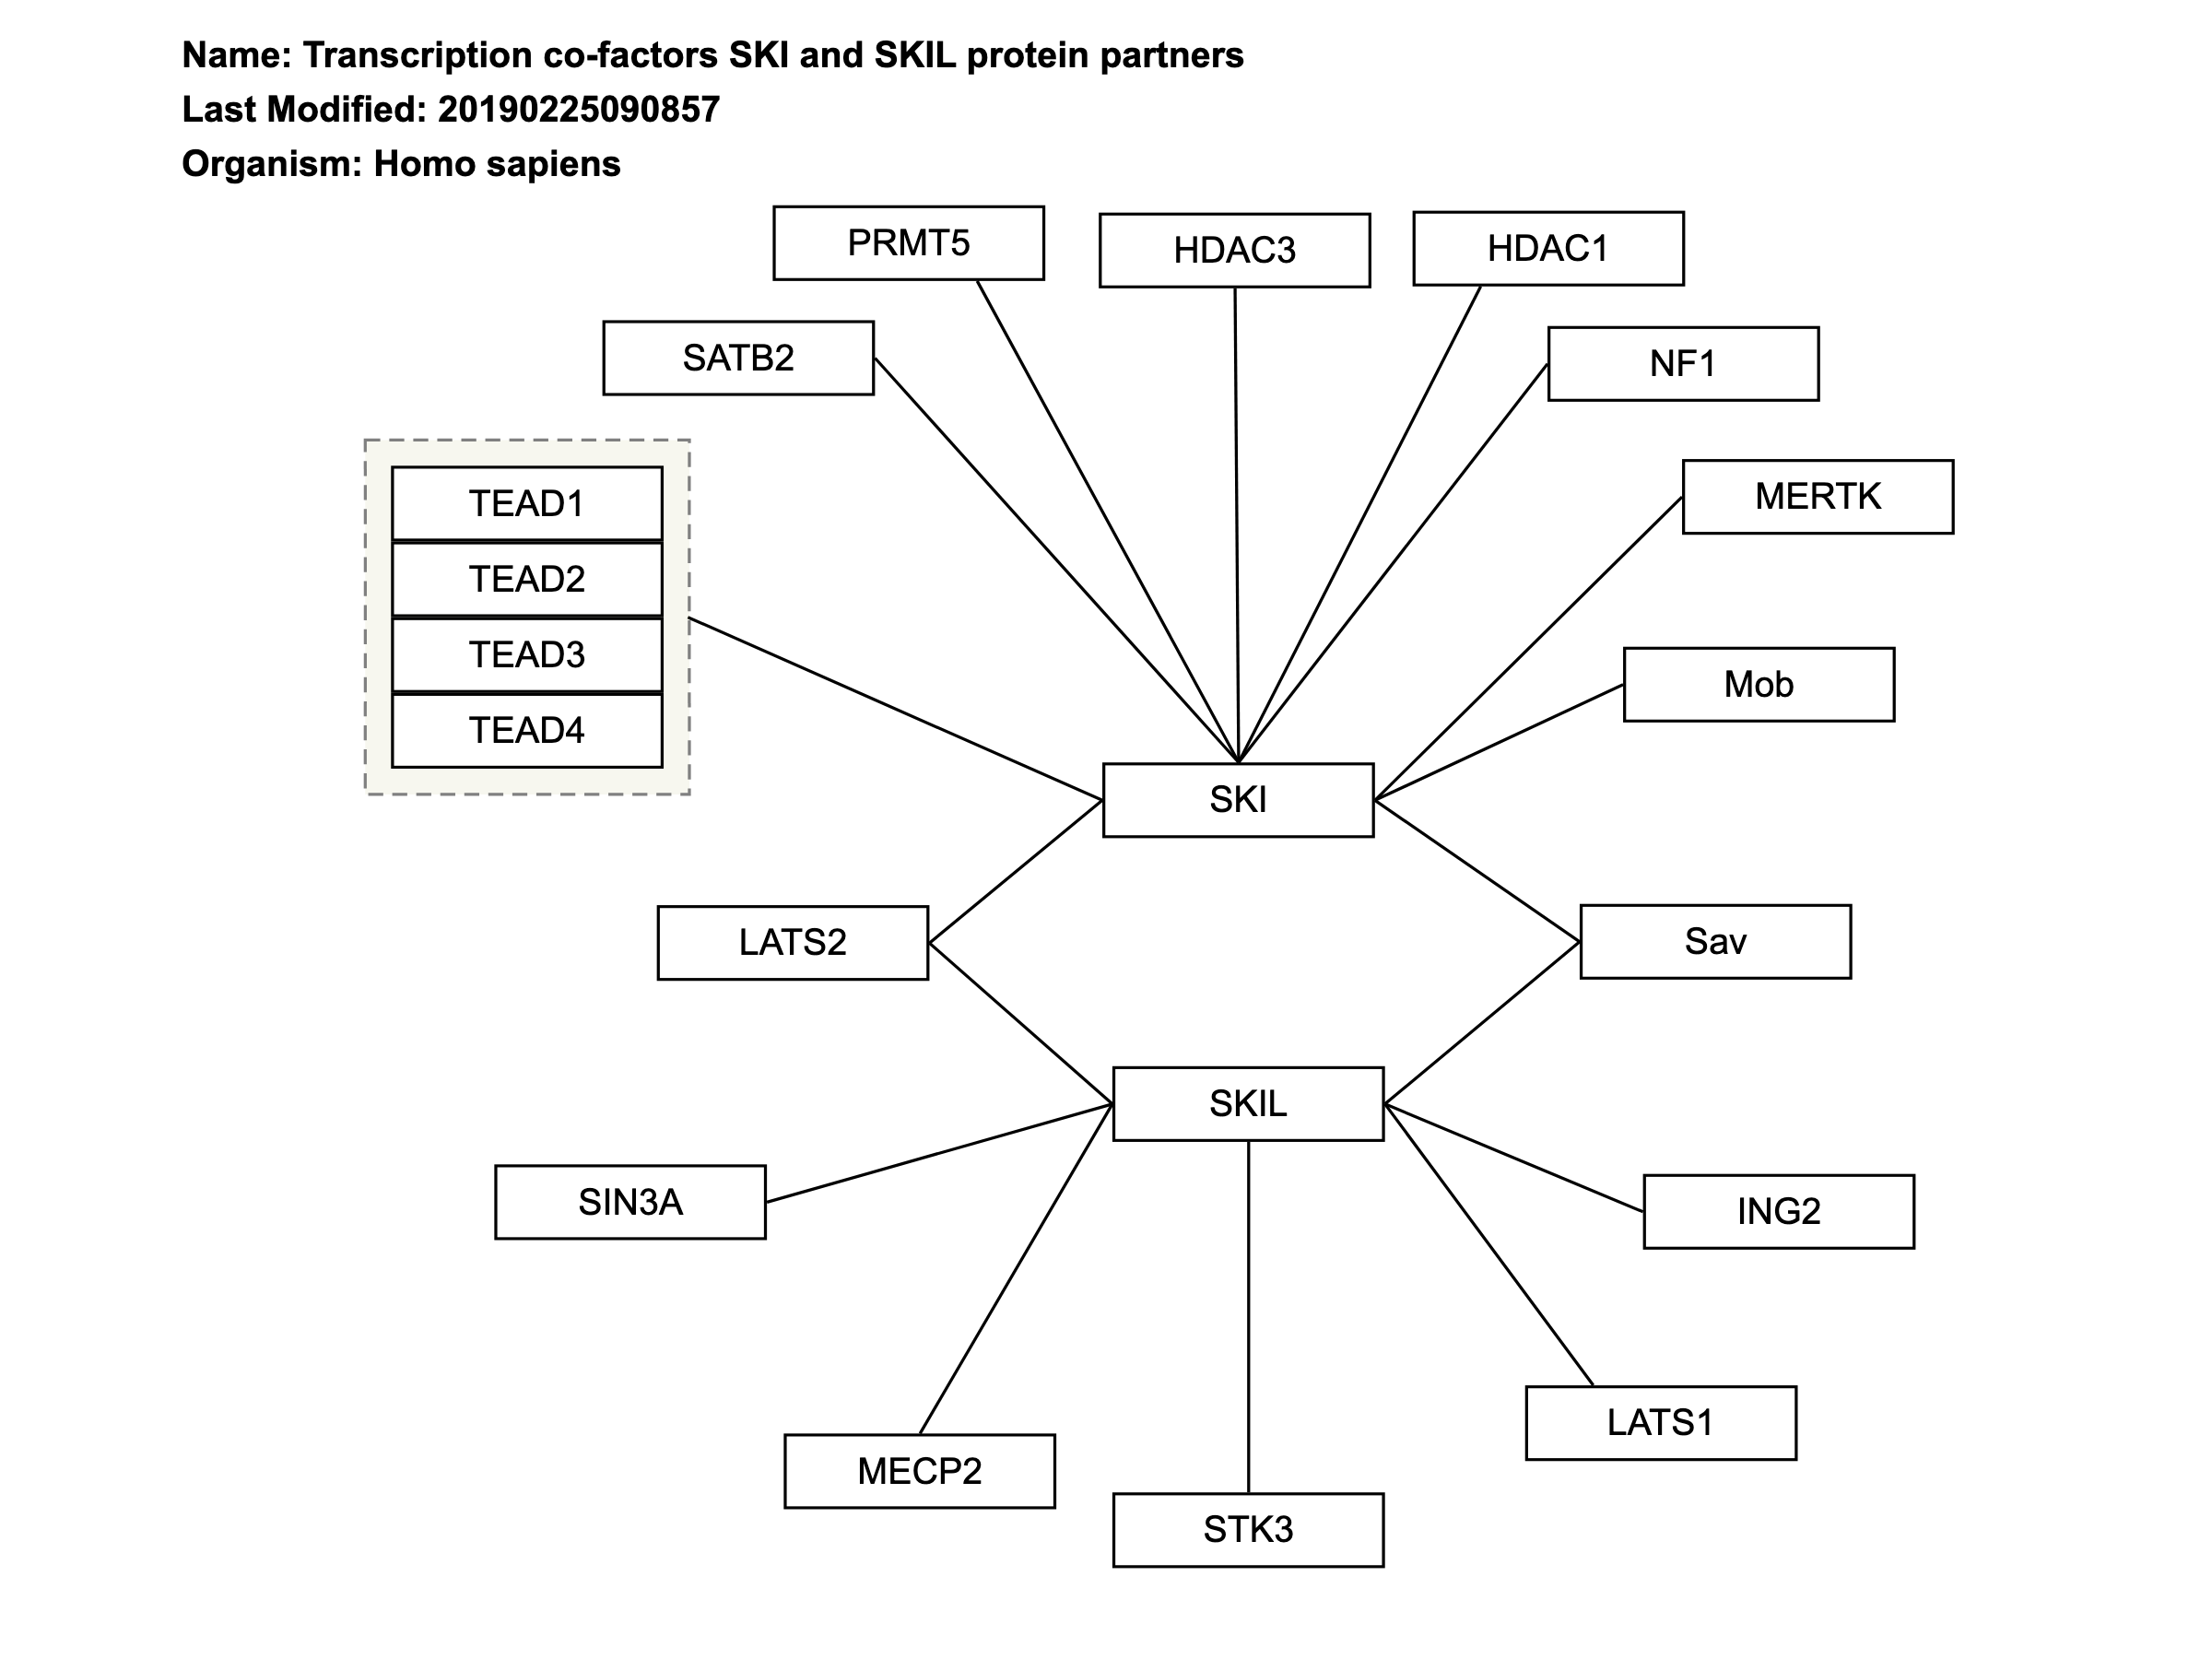 Name: Transcription co-factors SKI and SKIL protein partners
Last Modified: 20190225090857
Organism: Homo sapiens
PRMT5
HDAC3
HDAC1
SATB2
NF1
MERTK
TEAD1
TEAD2
TEAD3
TEAD4
Mob
SKI
LATS2
Sav
SKIL
SIN3A
ING2
LATS1
MECP2
STK3